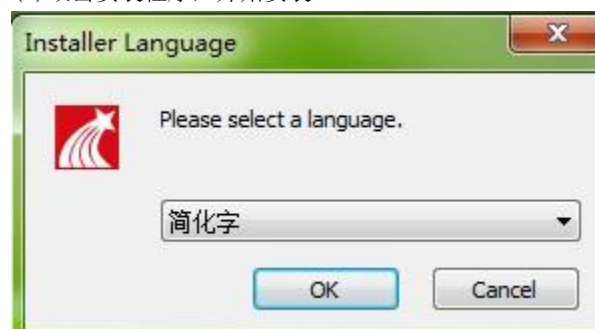 Installer Language
Please select a language.
简化字
OK
Cancel